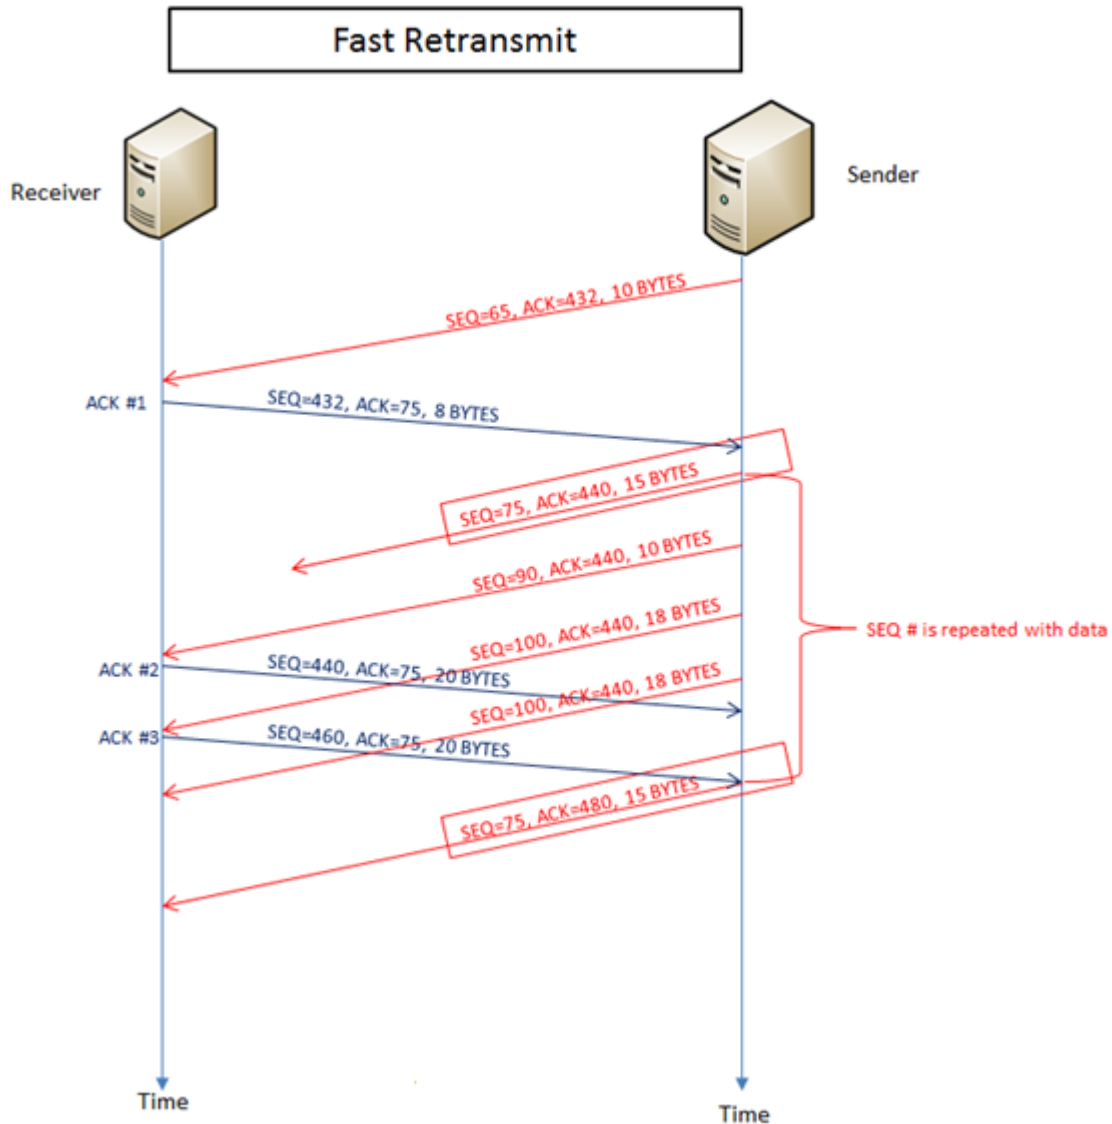 Fast Retransmit
Receiver
Sender
SEQ=65, ACK=432, 10 BYTES
ACK #1
SEQ=432, ACK=75, 8 BYTES
SEQ=75, ACK=440, 15 BYTES
SEQ=90, ACK=440, 10 BYTES
SEQ=100, ACK=440, 18 BYTES
SEQ # is repeated with data
ACK #2
SEQ=440, ACK=75, 20 BYTES
SEQ=100, ACK=440, 18 BYTES
ACK #3
SEQ=460, ACK=75, 20 BYTES
SEQ=75, ACK=480, 15 BYTES
Time
Time